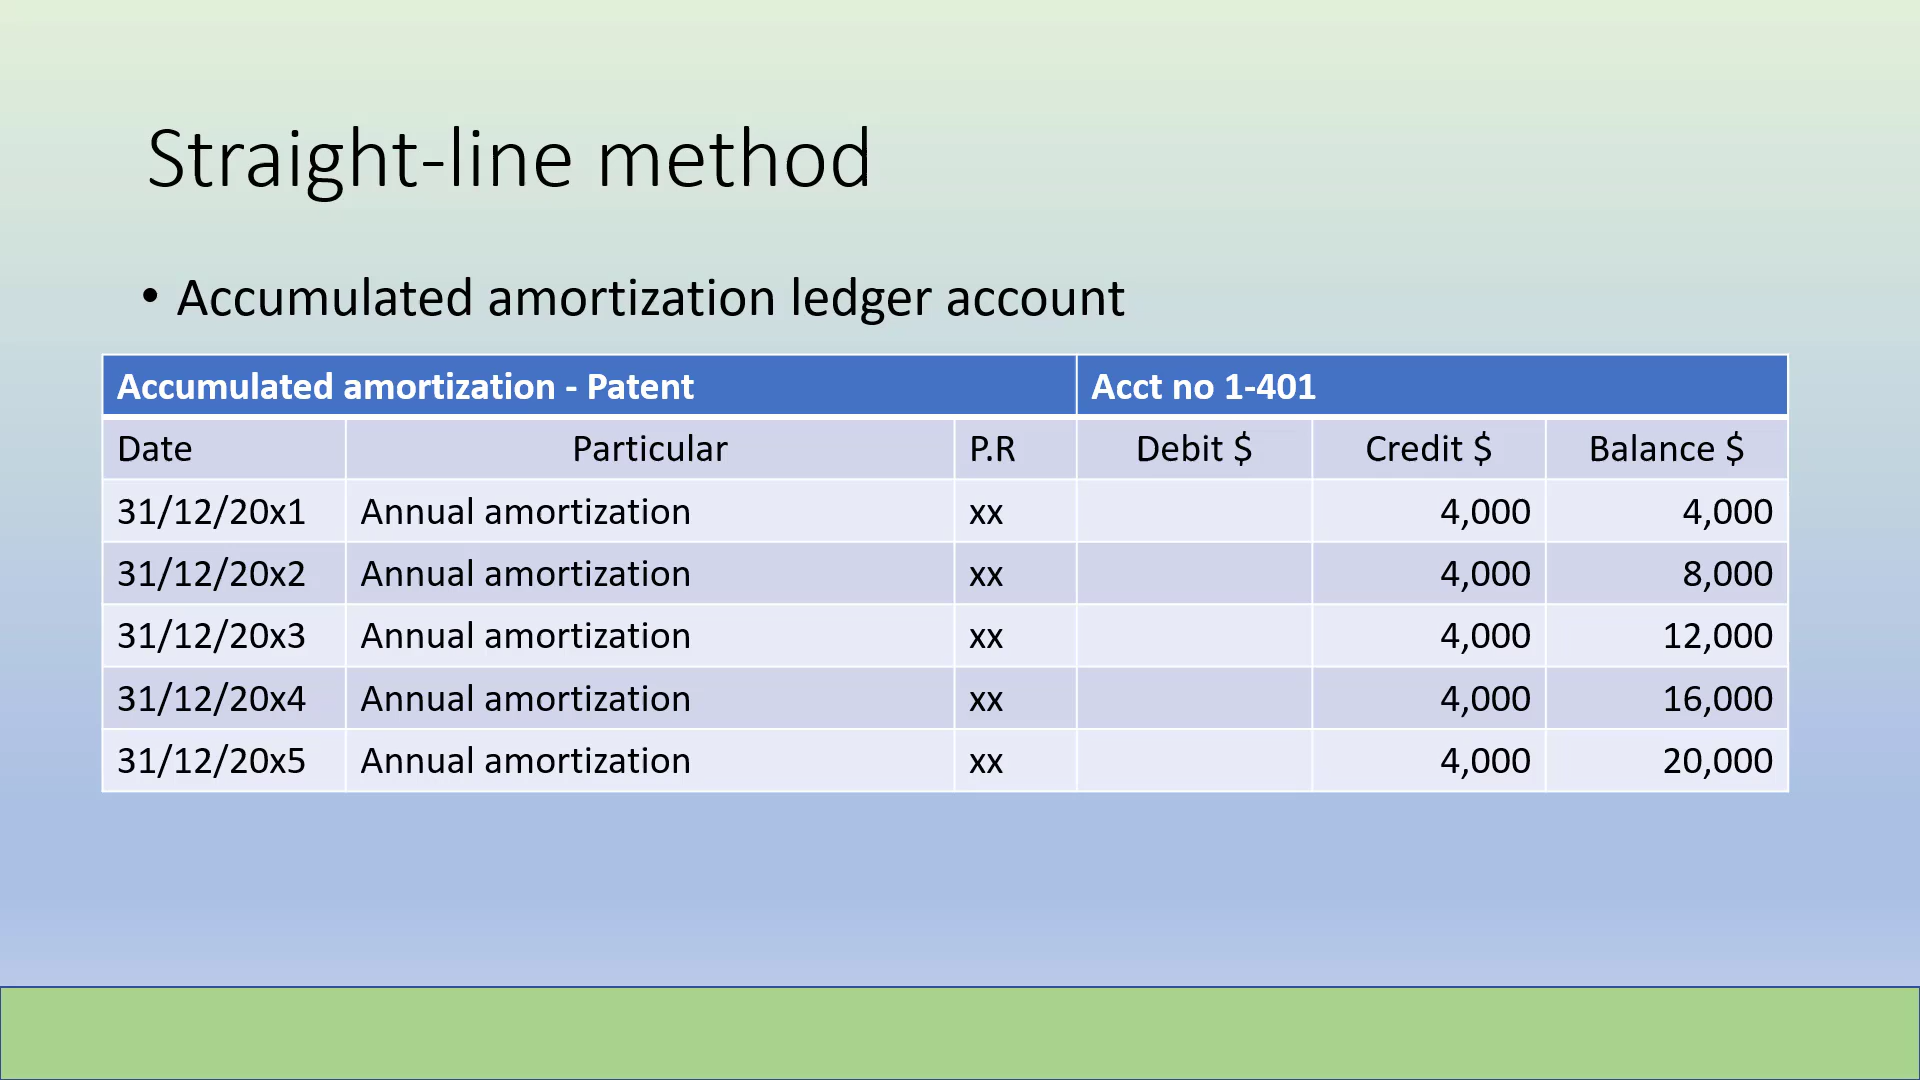 Straight-line method
• Accumulated amortization ledger account
Accumulated amortization - Patent Acct no 1-401
Date Particular P.R Debit $ Credit $ Balance $
31/12/20x1 Annual amortization xx 4,000 4,000
31/12/20x2 Annual amortization xx 4,000 8,000
31/12/20x3 Annual amortization xx 4,000 12,000
31/12/20x4 Annual amortization xx 4,000 16,000
31/12/20x5 Annual amortization xx 4,000 20,000